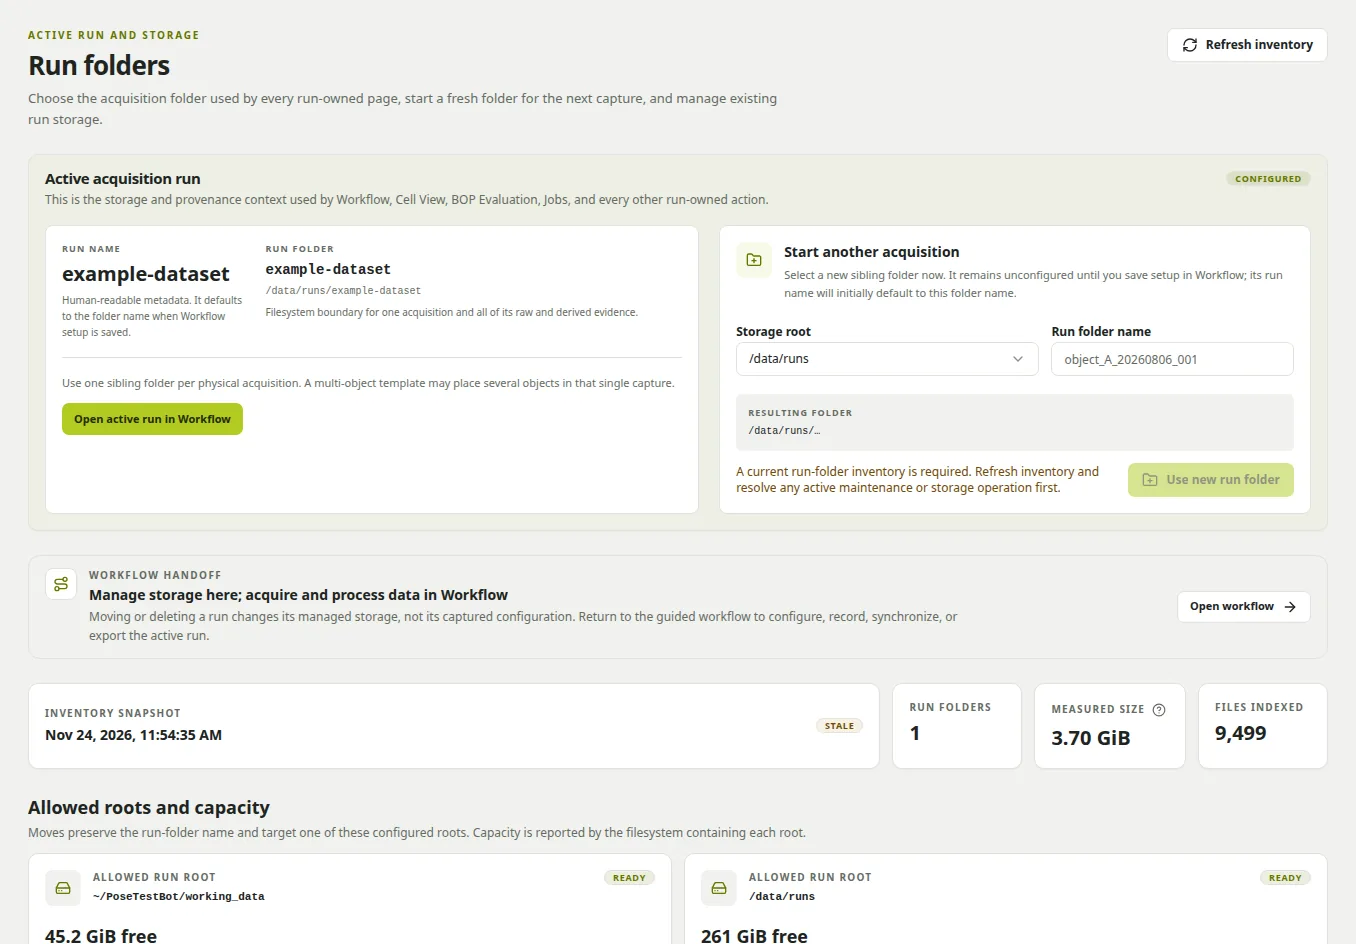 ACTIVE RUN AND STORAGE
Run folders
Choose the acquisition folder used by every run-owned page, start a fresh folder for the next capture, and manage existing
run storage.
Refresh inventory
Active acquisition run
This is the storage and provenance context used by Workflow, Cell View, BOP Evaluation, Jobs, and every other run-owned action.
CONFIGURED
RUN NAME
example-dataset
Human-readable metadata. It defaults
to the folder name when Workflow
setup is saved.
RUN FOLDER
example-dataset
/data/runs/example-dataset
Filesystem boundary for one acquisition and all of its raw and derived evidence.
Use one sibling folder per physical acquisition. A multi-object template may place several objects in that single capture.
Open active run in Workflow
Start another acquisition
Select a new sibling folder now. It remains unconfigured until you save setup in Workflow; its run
name will initially default to this folder name.
Storage root
/data/runs
Run folder name
object_A_20260806_001
RESULTING FOLDER
/data/runs/…
A current run-folder inventory is required. Refresh inventory and
resolve any active maintenance or storage operation first.
Use new run folder
WORKFLOW HANDOFF
Manage storage here; acquire and process data in Workflow
Moving or deleting a run changes its managed storage, not its captured configuration. Return to the guided workflow to configure, record, synchronize, or
export the active run.
Open workflow
INVENTORY SNAPSHOT
Nov 24, 2026, 11:54:35 AM
STALE
RUN FOLDERS
1
MEASURED SIZE
3.70 GiB
FILES INDEXED
9,499
Allowed roots and capacity
Moves preserve the run-folder name and target one of these configured roots. Capacity is reported by the filesystem containing each root.
ALLOWED RUN ROOT
~/PoseTestBot/working_data
READY
45.2 GiB free
ALLOWED RUN ROOT
/data/runs
READY
261 GiB free